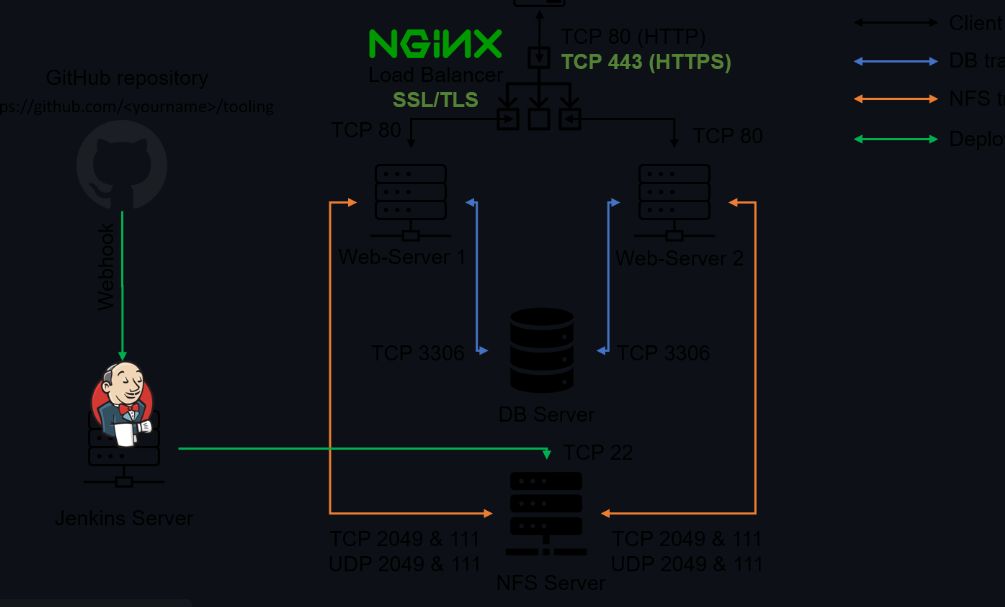 NGINX
Load Balancer
SSL/TLS
TCP 80 (HTTP)
TCP 443 (HTTPS)
Client
DB tra
NFS t
Deplo
GitHub repository
ps://github.com/<yourname>/tooling
TCP 80
TCP 80
Webhook
Web-Server 1
Web-Server 2
TCP 3306
TCP 3306
DB Server
TCP 22
Jenkins Server
TCP 2049 & 111
UDP 2049 & 111
TCP 2049 & 111
UDP 2049 & 111
NFS Server